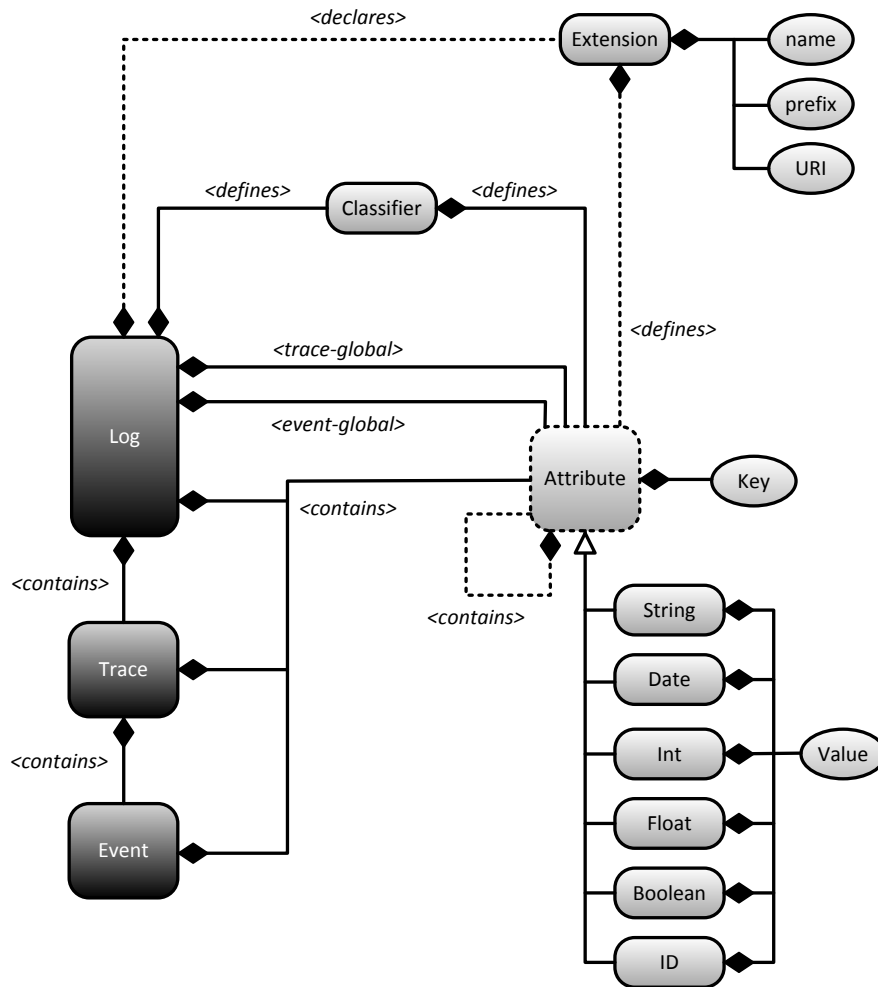 <declares>
Extension
name
prefix
URI
<defines>
Classifier
<defines>
<defines>
<trace-global>
<event-global>
Log
Attribute
Key
<contains>
<contains>
<contains>
String
Trace
Date
<contains>
Int
Value
Float
Event
Boolean
ID